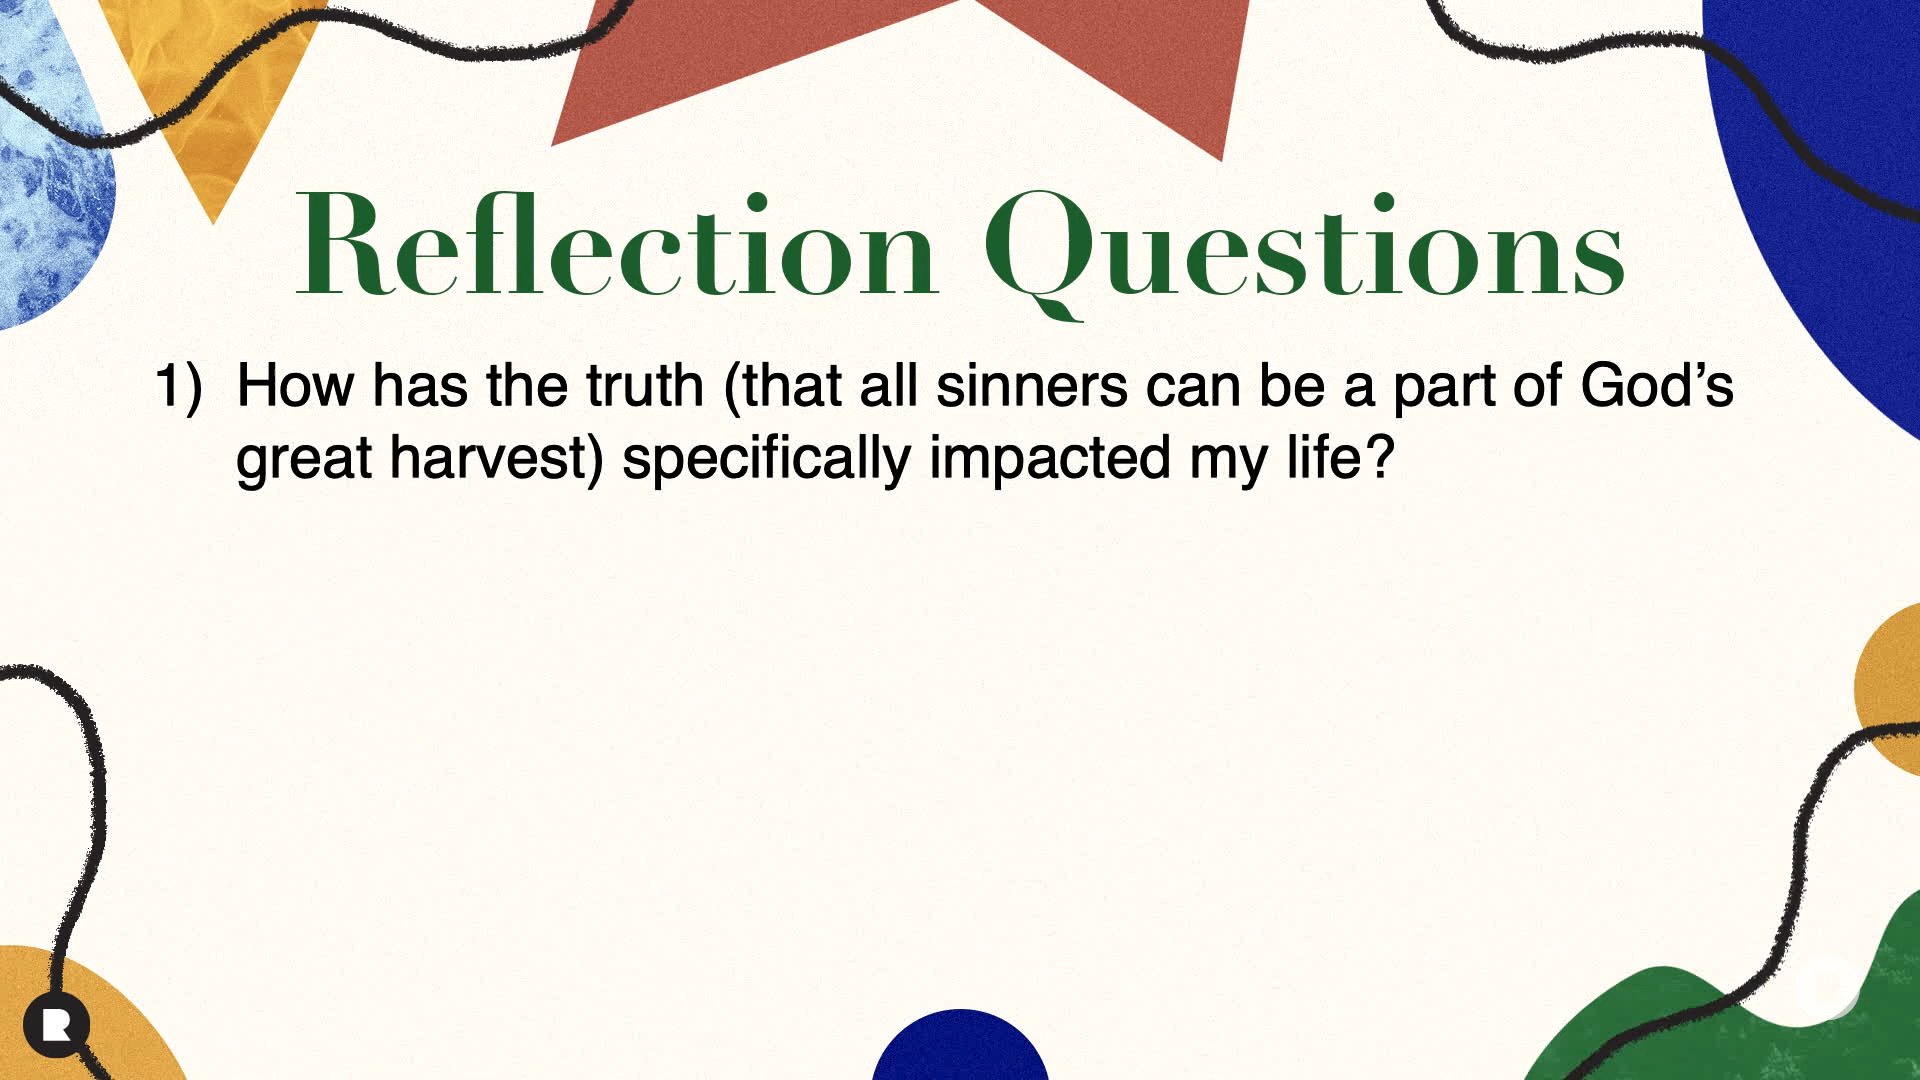 Reflection Questions
1) How has the truth (that all sinners can be a part of God’s
great harvest) specifically impacted my life?
R